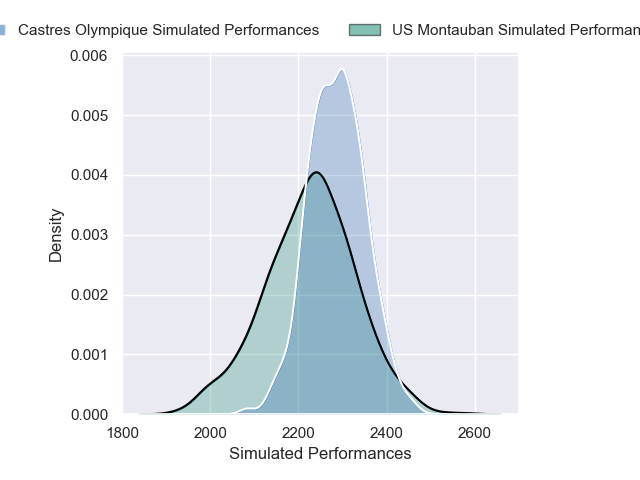 Castres Olympique Simulated Performances
US Montauban Simulated Performan
0.006
0.005
0.004
0.003
0.002
0.001
0.000
Density
1800 2000 2200 2400 2600
Simulated Performances